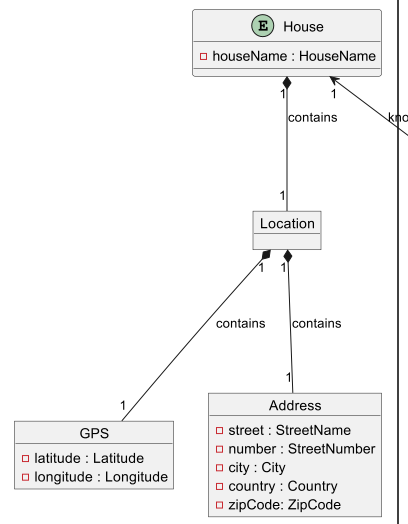 E House
houseName : HouseName
1
1
contains
kno
1
Location
1
1
contains
contains
1
1
GPS
latitude : Latitude
longitude : Longitude
Address
street : StreetName
number : StreetNumber
city : City
country : Country
zipCode: ZipCode